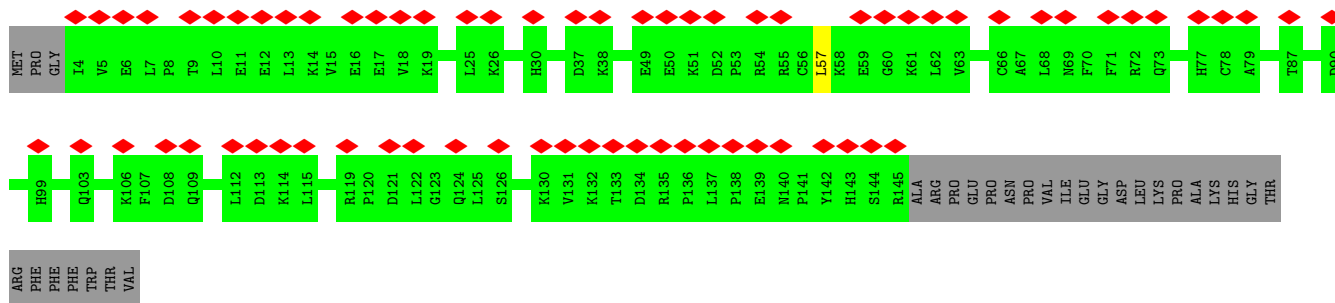 MET PRO GLY I4 V5 E6 L7 P8 T9 L10 E11 E12 L13 K14 V15 E16 E17 V18 K19 L25 K26 H30 D37 K38 E49 E50 K51 D52 P53 R54 R55 C56 L57 K58 E59 G60 K61 L62 V63 C66 A67 L68 N69 F70 F71 R72 Q73 H77 C78 A79 T87
H99 Q103 K106 F107 D108 Q109 L112 D113 K114 L115 R119 P120 D121 L122 G123 Q124 L125 S126 K130 V131 K132 T133 D134 R135 P136 L137 P138 E139 N140 P141 Y142 H143 S144 R145 ALA ARG PRO GLU PRO ASN PRO VAL ILE GLU GLY ASP LEU LYS PRO ALA LYS HIS GLY THR
ARG PHE PHE PHE TRP THR VAL